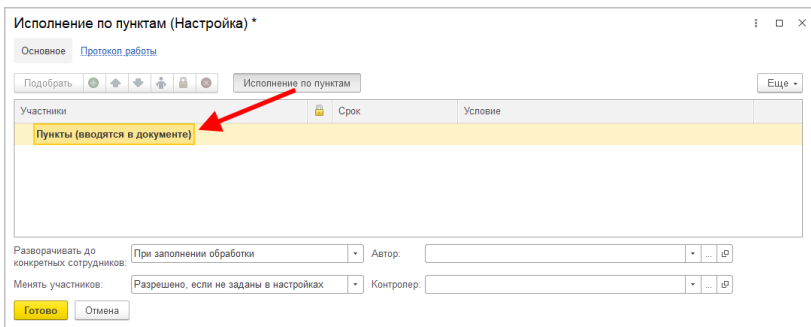 Исполнение по пунктам (Настройка) *
Основное Протокол работы
Подобрать Исполнение по пунктам Еще
Участники Срок Условие
Пункты (вводятся в документе)
Разворачивать до конкретных сотрудников: При заполнении обработки Автор:
Менять участников: Разрешено, если не заданы в настройках Контролер:
Готово Отмена